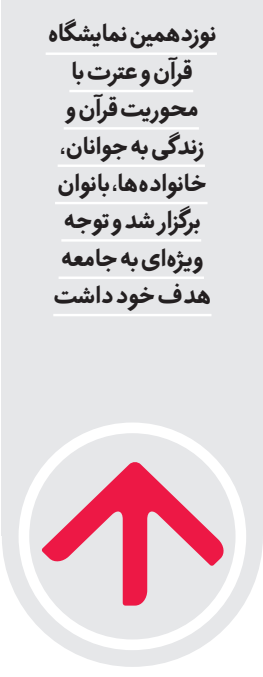 نوزدهمین نمایشگاه
قرآن و عترت با
محوریت قرآن و
زندگی به جوانان،
خانواده‌ها، بانوان
برگزار شد و توجه
ویژه‌ای به جامعه
هدف خود داشت